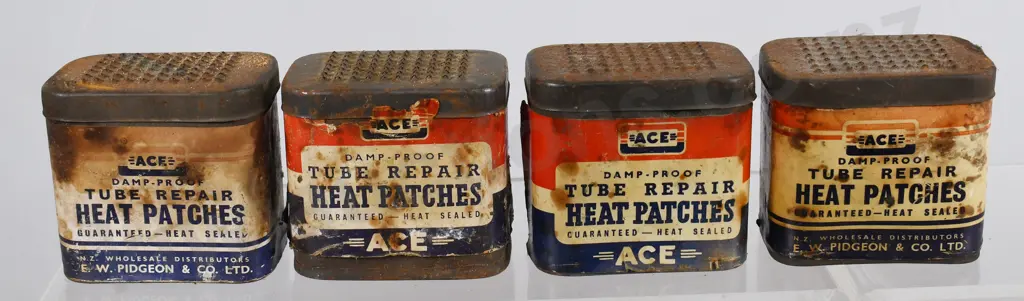 ACE
DAMP-PROOF
TUBE REPAIR
HEAT PATCHES
GUARANTEED—HEAT SEALED
N.Z. WHOLESALE DISTRIBUTORS
E. W. PIDGEON & CO. LTD.
ACE
DAMP-PROOF
TUBE REPAIR
HEAT PATCHES
GUARANTEED—HEAT SEALED
ACE
ACE
DAMP-PROOF
TUBE REPAIR
HEAT PATCHES
GUARANTEED—HEAT SEALED
ACE
ACE
DAMP-PROOF
TUBE REPAIR
HEAT PATCHES
GUARANTEED—HEAT SEALED
N.Z. WHOLESALE DISTRIBUTORS
E. W. PIDGEON & CO. LTD.